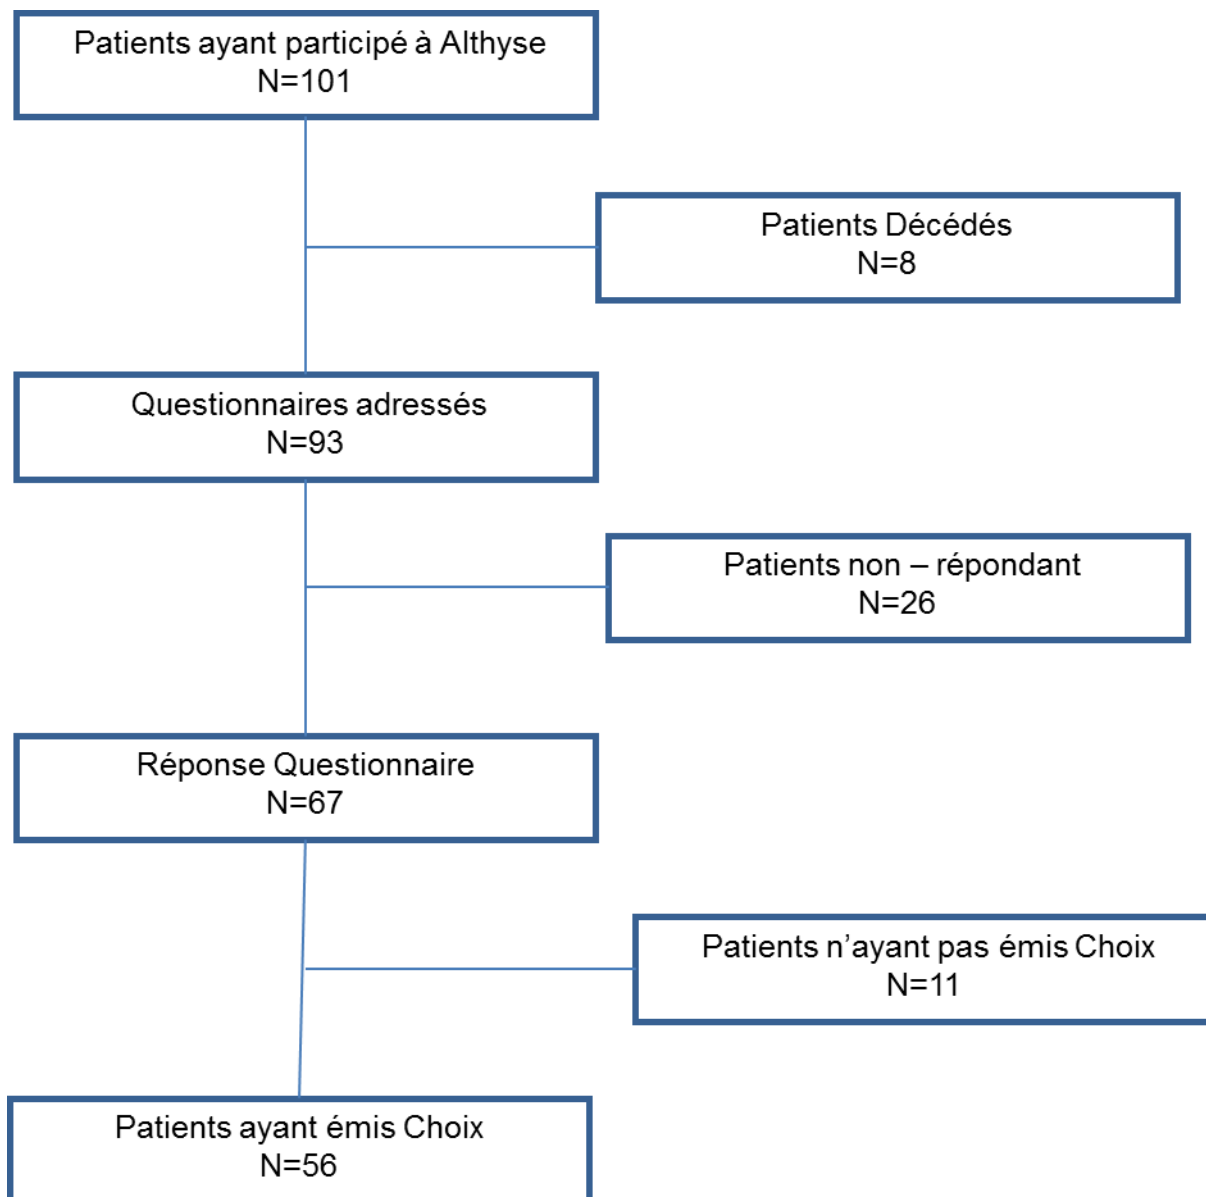 Patients ayant participé à Althyse
N=101
Patients Décédés
N=8
Questionnaires adressés
N=93
Patients non – répondant
N=26
Réponse Questionnaire
N=67
Patients n’ayant pas émis Choix
N=11
Patients ayant émis Choix
N=56